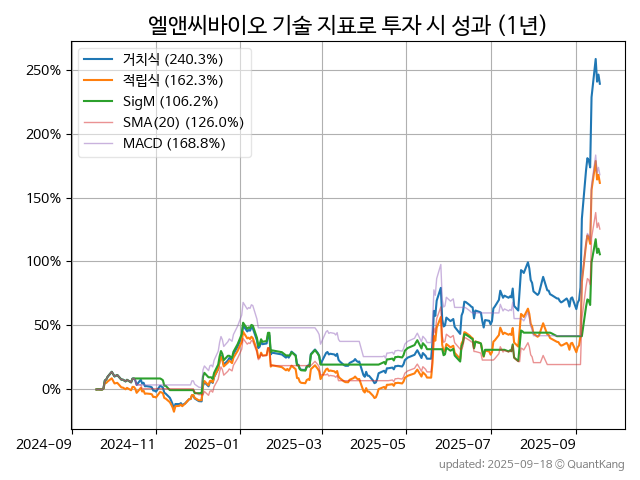 엘앤씨바이오 기술 지표로 투자 시 성과 (1년)
거치식 (240.3%)
적립식 (162.3%)
SigM (106.2%)
SMA(20) (126.0%)
MACD (168.8%)
250%
200%
150%
100%
50%
0%
2024-09 2024-11 2025-01 2025-03 2025-05 2025-07 2025-09
updated: 2025-09-18 © QuantKang